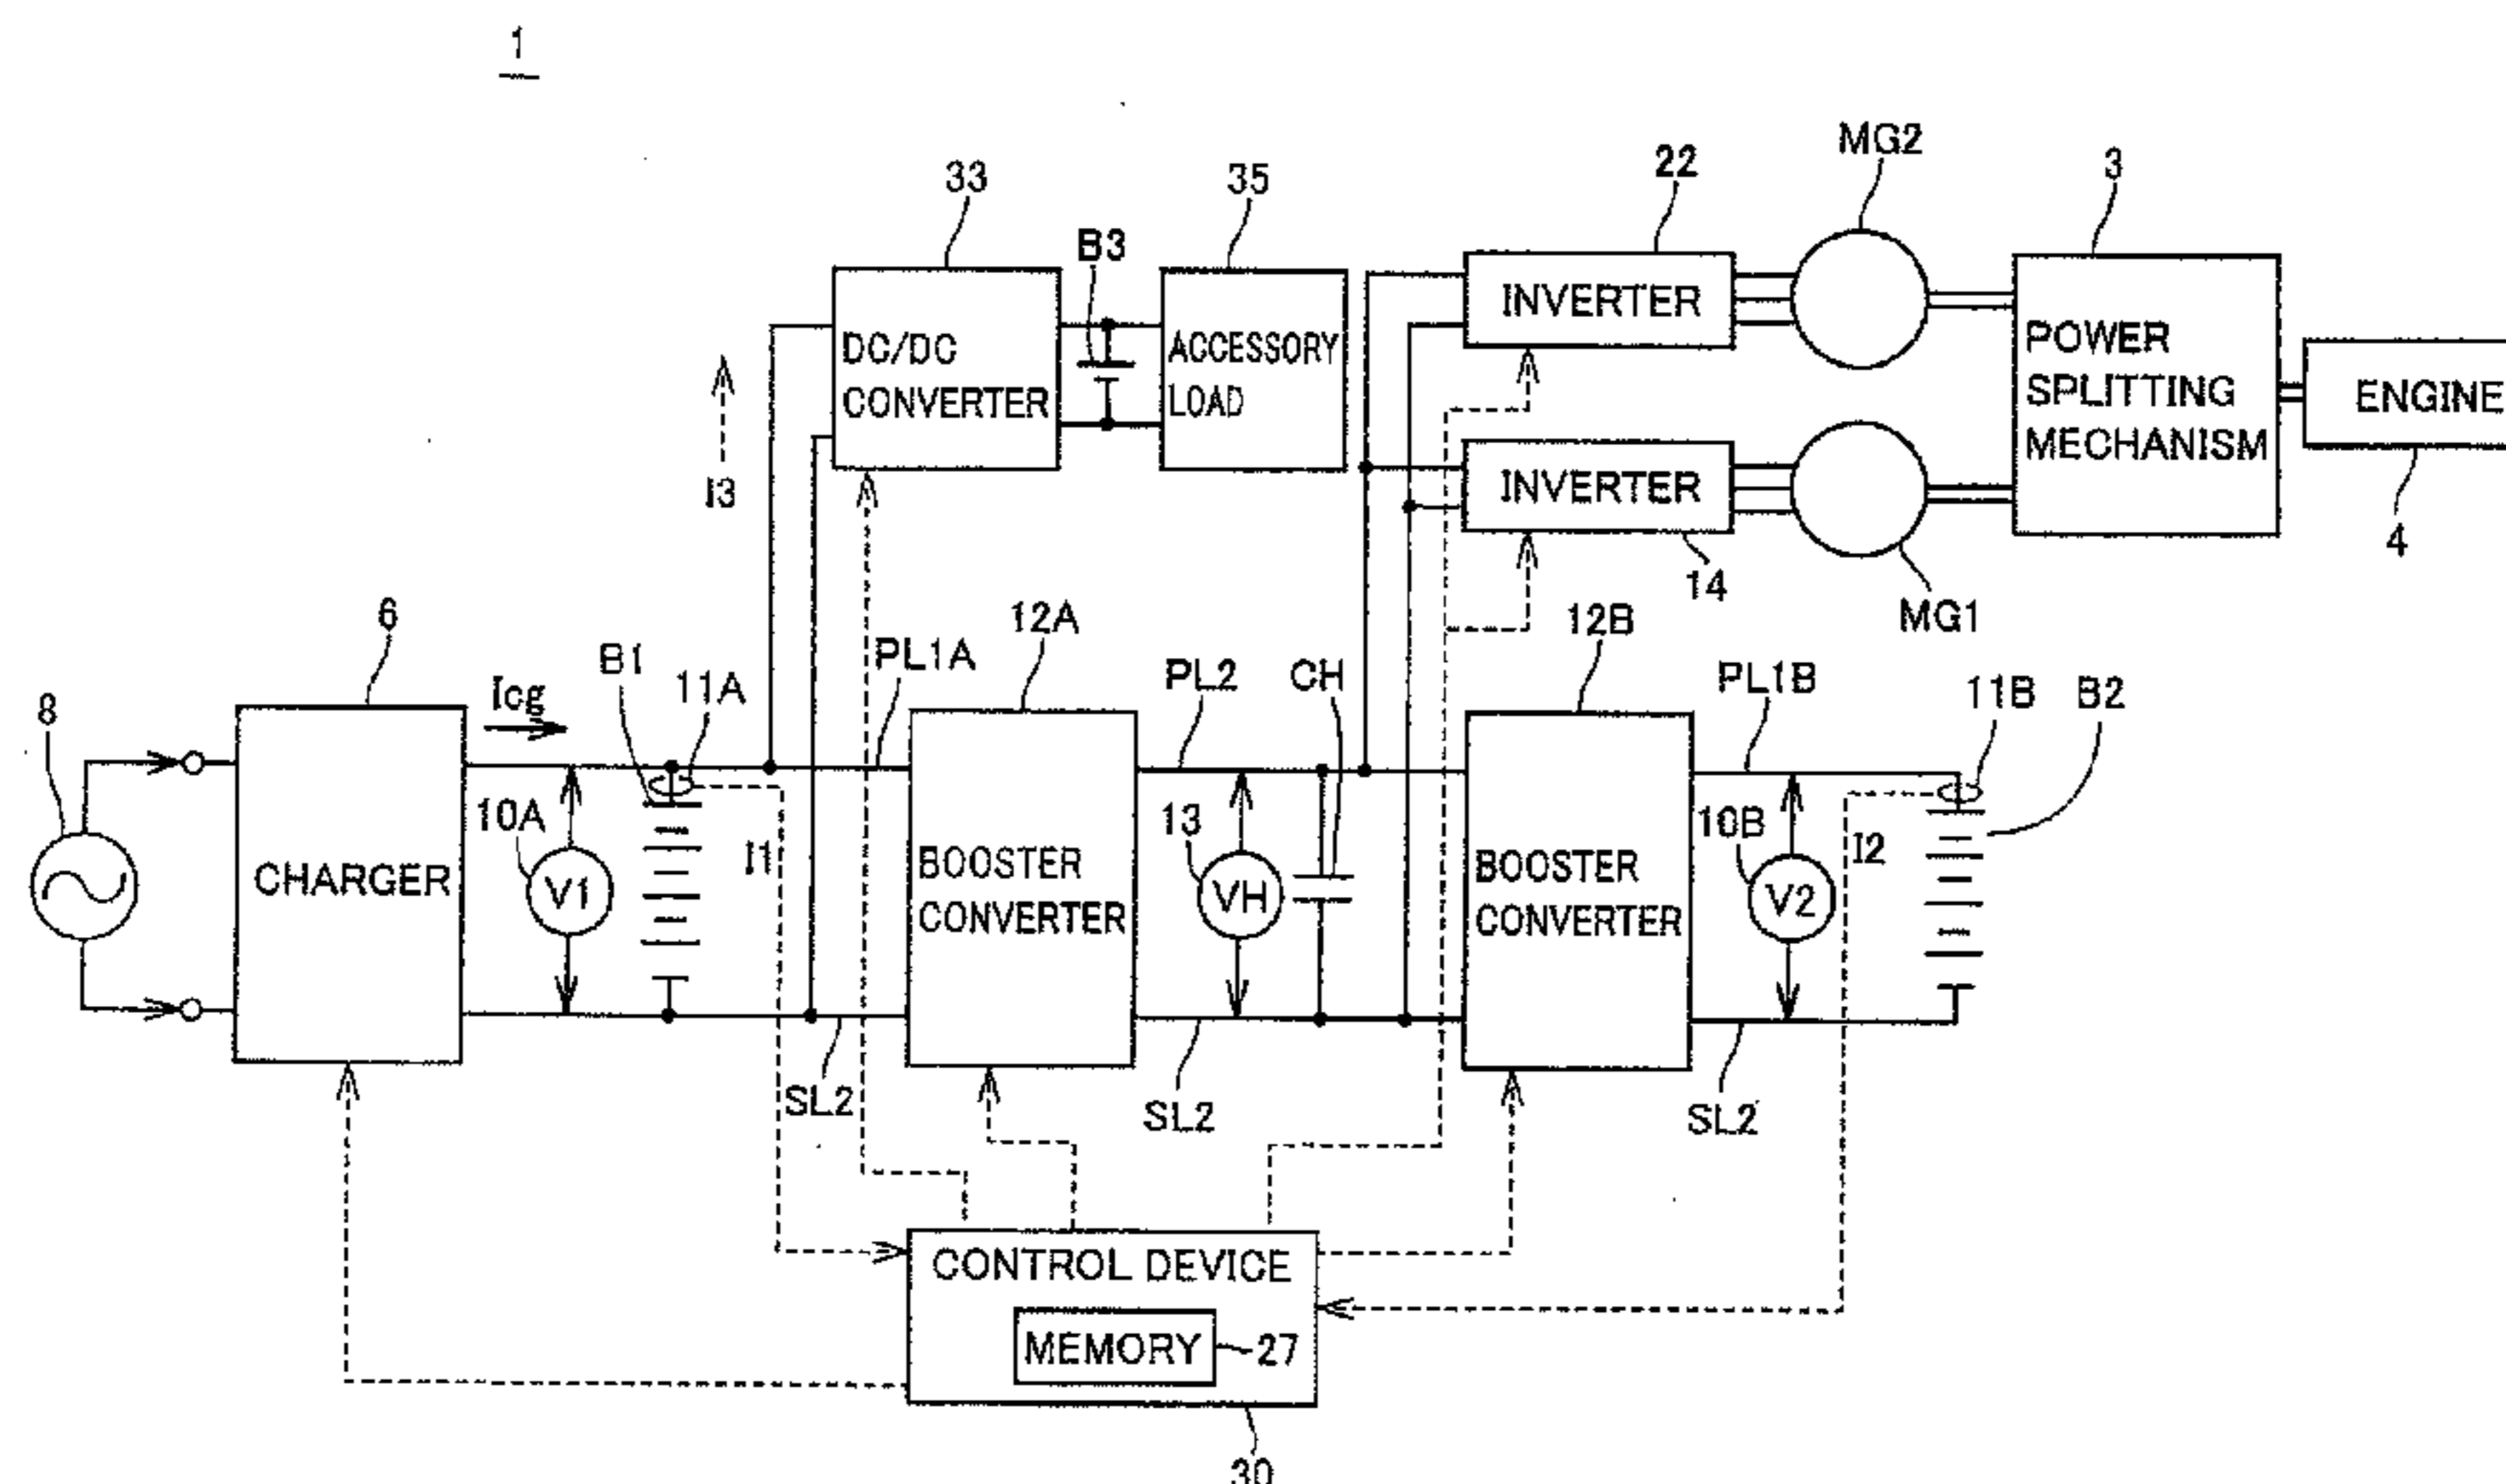 1
MG2
33
35
22
3
B3
INVERTER
DC/DC
CONVERTER
ACCESSORY
LOAD
POWER
SPLITTING
MECHANISM
ENGINE
I3
INVERTER
4
14
MG1
6
12A
12B
B1
11A
PL1A
PL2
CH
PL1B
11B
B2
8
Icg
10A
13
10B
CHARGER
V1
I1
BOOSTER
CONVERTER
VH
BOOSTER
CONVERTER
V2
I2
SL2
SL2
SL2
CONTROL DEVICE
MEMORY
27
30